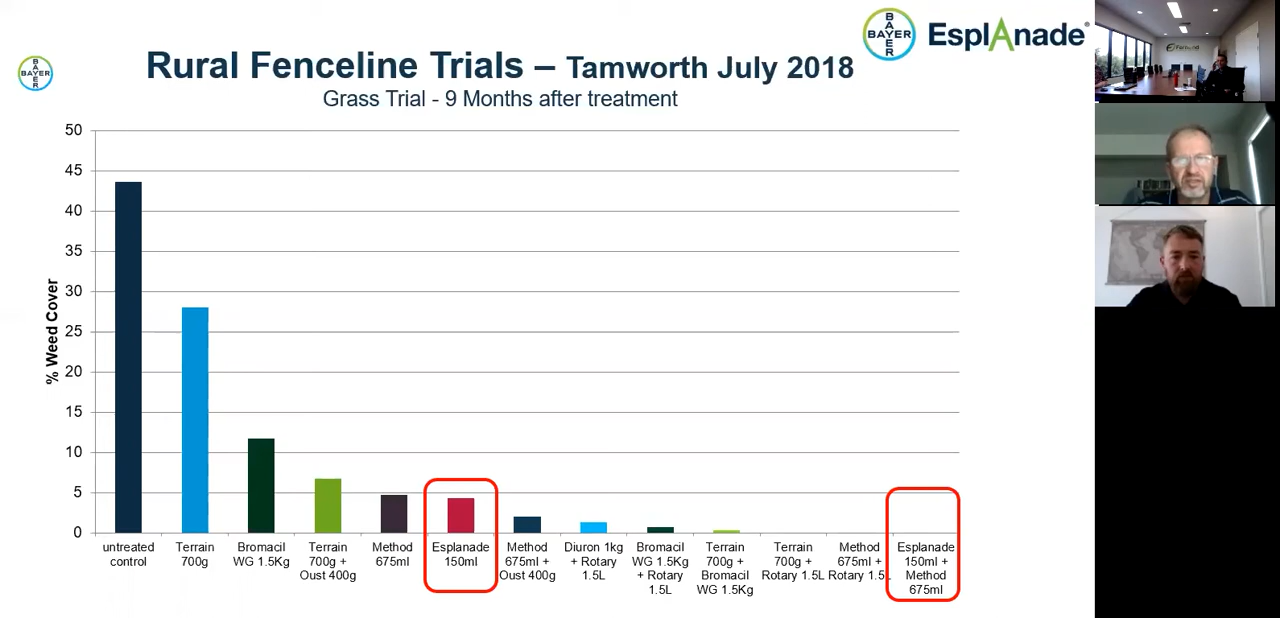 BAYER
BAYER
BAYER
BAYER
EsplAnade
Rural Fenceline Trials – Tamworth July 2018
Grass Trial - 9 Months after treatment
% Weed Cover
50
45
40
35
30
25
20
15
10
5
0
untreated
control
Terrain
700g
Bromacil
WG 1.5Kg
Terrain
700g +
Oust 400g
Method
675ml
Esplanade
150ml
Method
675ml +
Oust 400g
Diuron 1kg
+ Rotary
1.5L
Bromacil
WG 1.5Kg
+ Rotary
1.5L
Terrain
700g +
Bromacil
WG 1.5Kg
Terrain
700g +
Rotary 1.5L
Method
675ml +
Rotary 1.5L
Esplanade
150ml +
Method
675ml